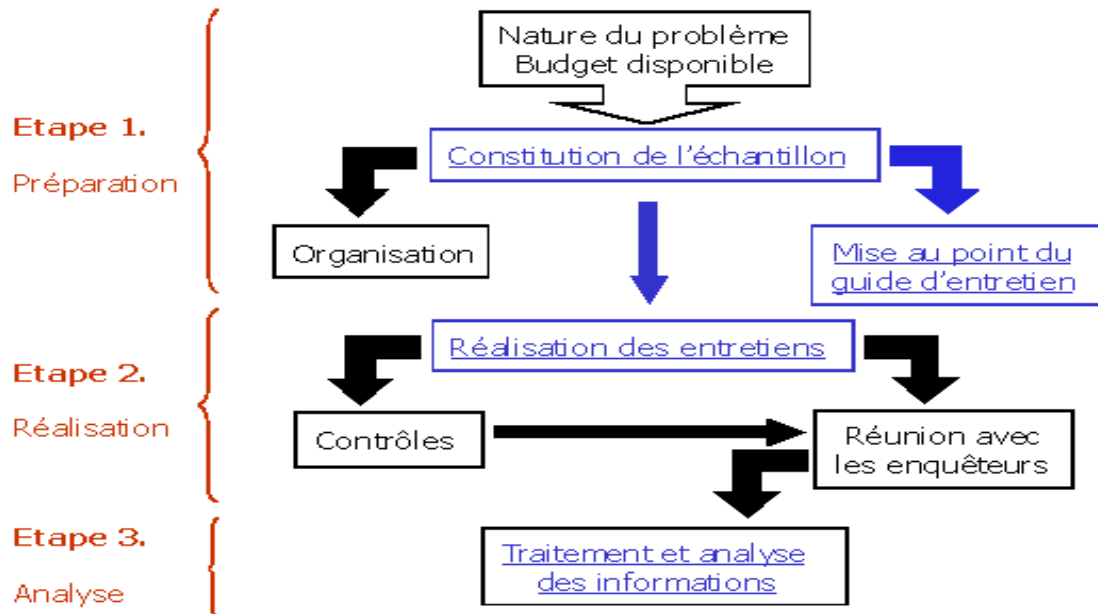 Nature du problème
Budget disponible
Etape 1.
Préparation
Constitution de l'échantillon
Organisation
Mise au point du
guide d'entretien
Etape 2.
Réalisation
Réalisation des entretiens
Contrôles
Réunion avec
les enquêteurs
Etape 3.
Analyse
Traitement et analyse
des informations